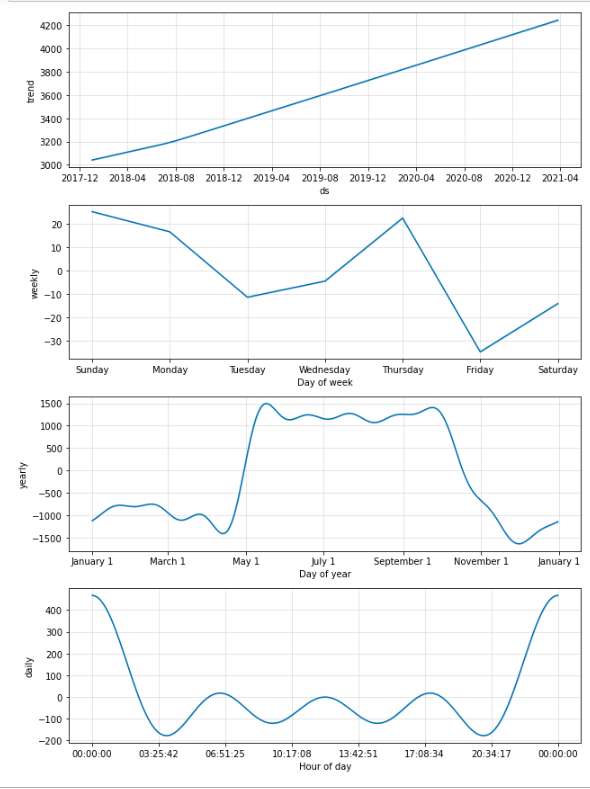 4200
4000
3800
3600
3400
3200
3000
trend
2017-12 2018-04 2018-08 2018-12 2019-04 2019-08 2019-12 2020-04 2020-08 2020-12 2021-04
ds
20
10
0
−10
−20
−30
weekly
Sunday Monday Tuesday Wednesday Thursday Friday Saturday
Day of week
1500
1000
500
0
−500
−1000
−1500
yearly
January 1 March 1 May 1 July 1 September 1 November 1 January 1
Day of year
400
300
200
100
0
−100
−200
daily
00:00:00 03:25:42 06:51:25 10:17:08 13:42:51 17:08:34 20:34:17 00:00:00
Hour of day